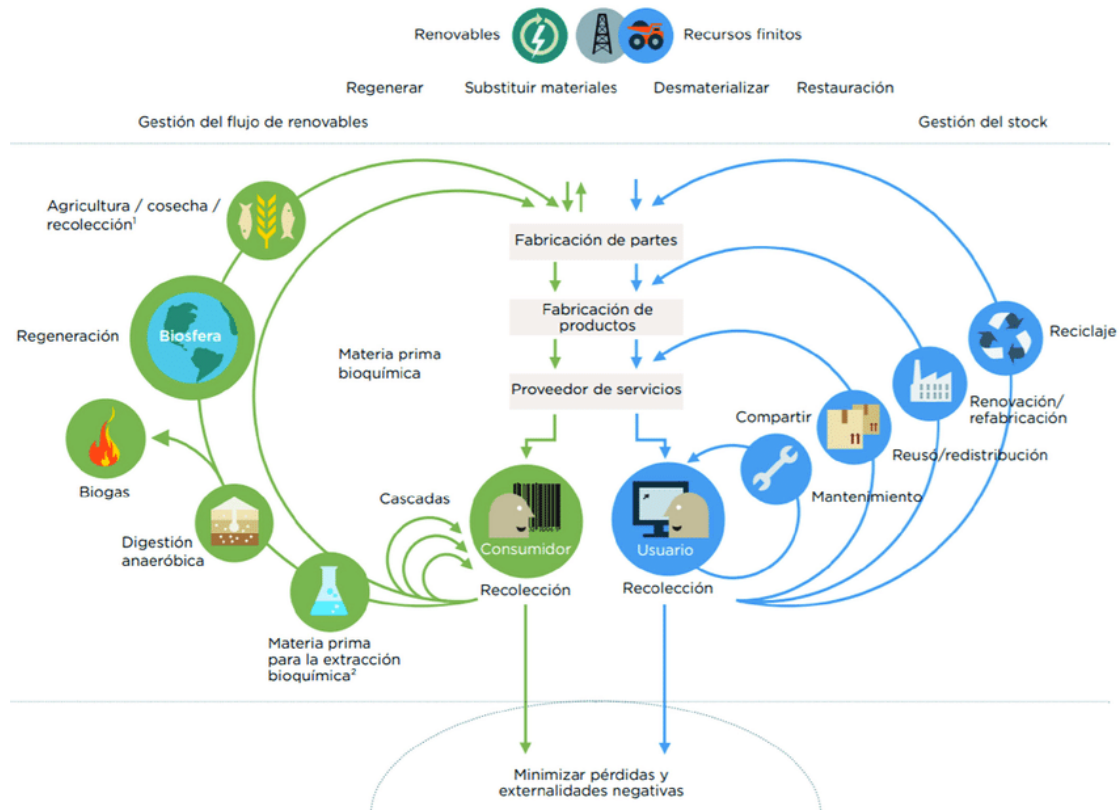 Renovables
Recursos finitos
Regenerar
Substituir materiales
Desmaterializar
Restauración
Gestión del flujo de renovables
Gestión del stock
Agricultura / cosecha /
recolección¹
Regeneración
Biosfera
Biogas
Digestión
anaeróbica
Materia prima
para la extracción
bioquímica²
Materia prima
bioquímica
Cascadas
Fabricación de partes
Fabricación de
productos
Proveedor de servicios
Consumidor
Recolección
Usuario
Recolección
Compartir
Mantenimiento
Reuso/redistribución
Renovación/
refabricación
Reciclaje
Minimizar pérdidas y
externalidades negativas